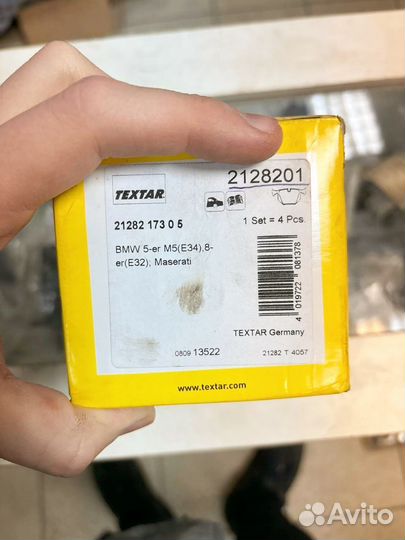 TEXTAR
2128201
21282 173 0 5
1 Set = 4 Pcs.
BMW 5-er M5(E34),8-
er(E32); Maserati
4 019722 081378
TEXTAR Germany
0809 13522
21282 T 4057
www.textar.com
Avito